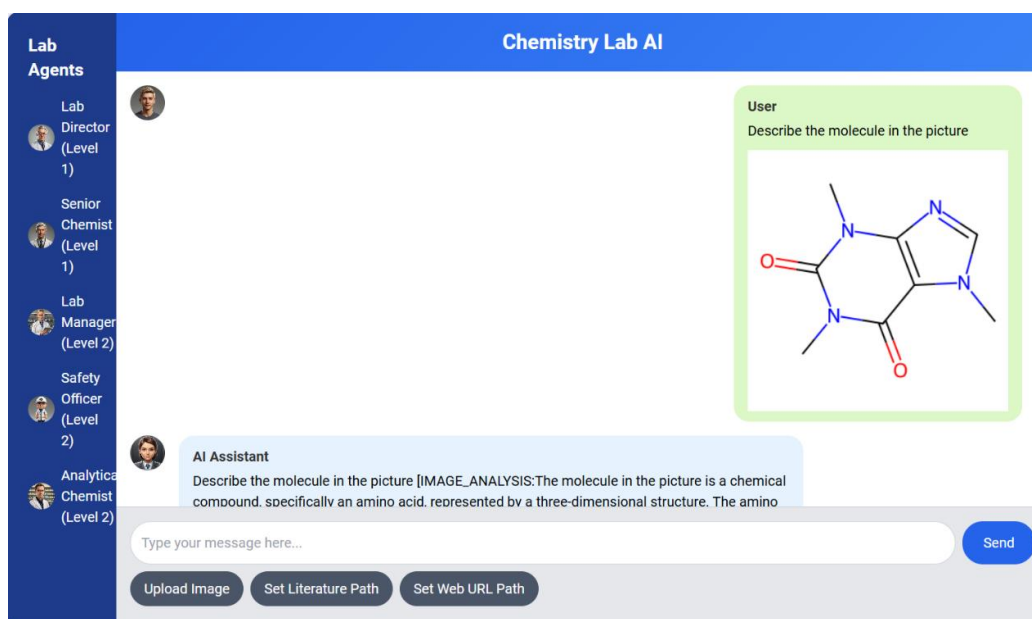 Lab
Agents
Lab
Director
(Level
1)
Senior
Chemist
(Level
1)
Lab
Manager
(Level 2)
Safety
Officer
(Level
2)
Analytica
Chemist
(Level 2)
Chemistry Lab AI
User
Describe the molecule in the picture
N
N
O
N
N
O
AI Assistant
Describe the molecule in the picture [IMAGE_ANALYSIS:The molecule in the picture is a chemical
compound, specifically an amino acid, represented by a three-dimensional structure. The amino
Type your message here...
Send
Upload Image
Set Literature Path
Set Web URL Path